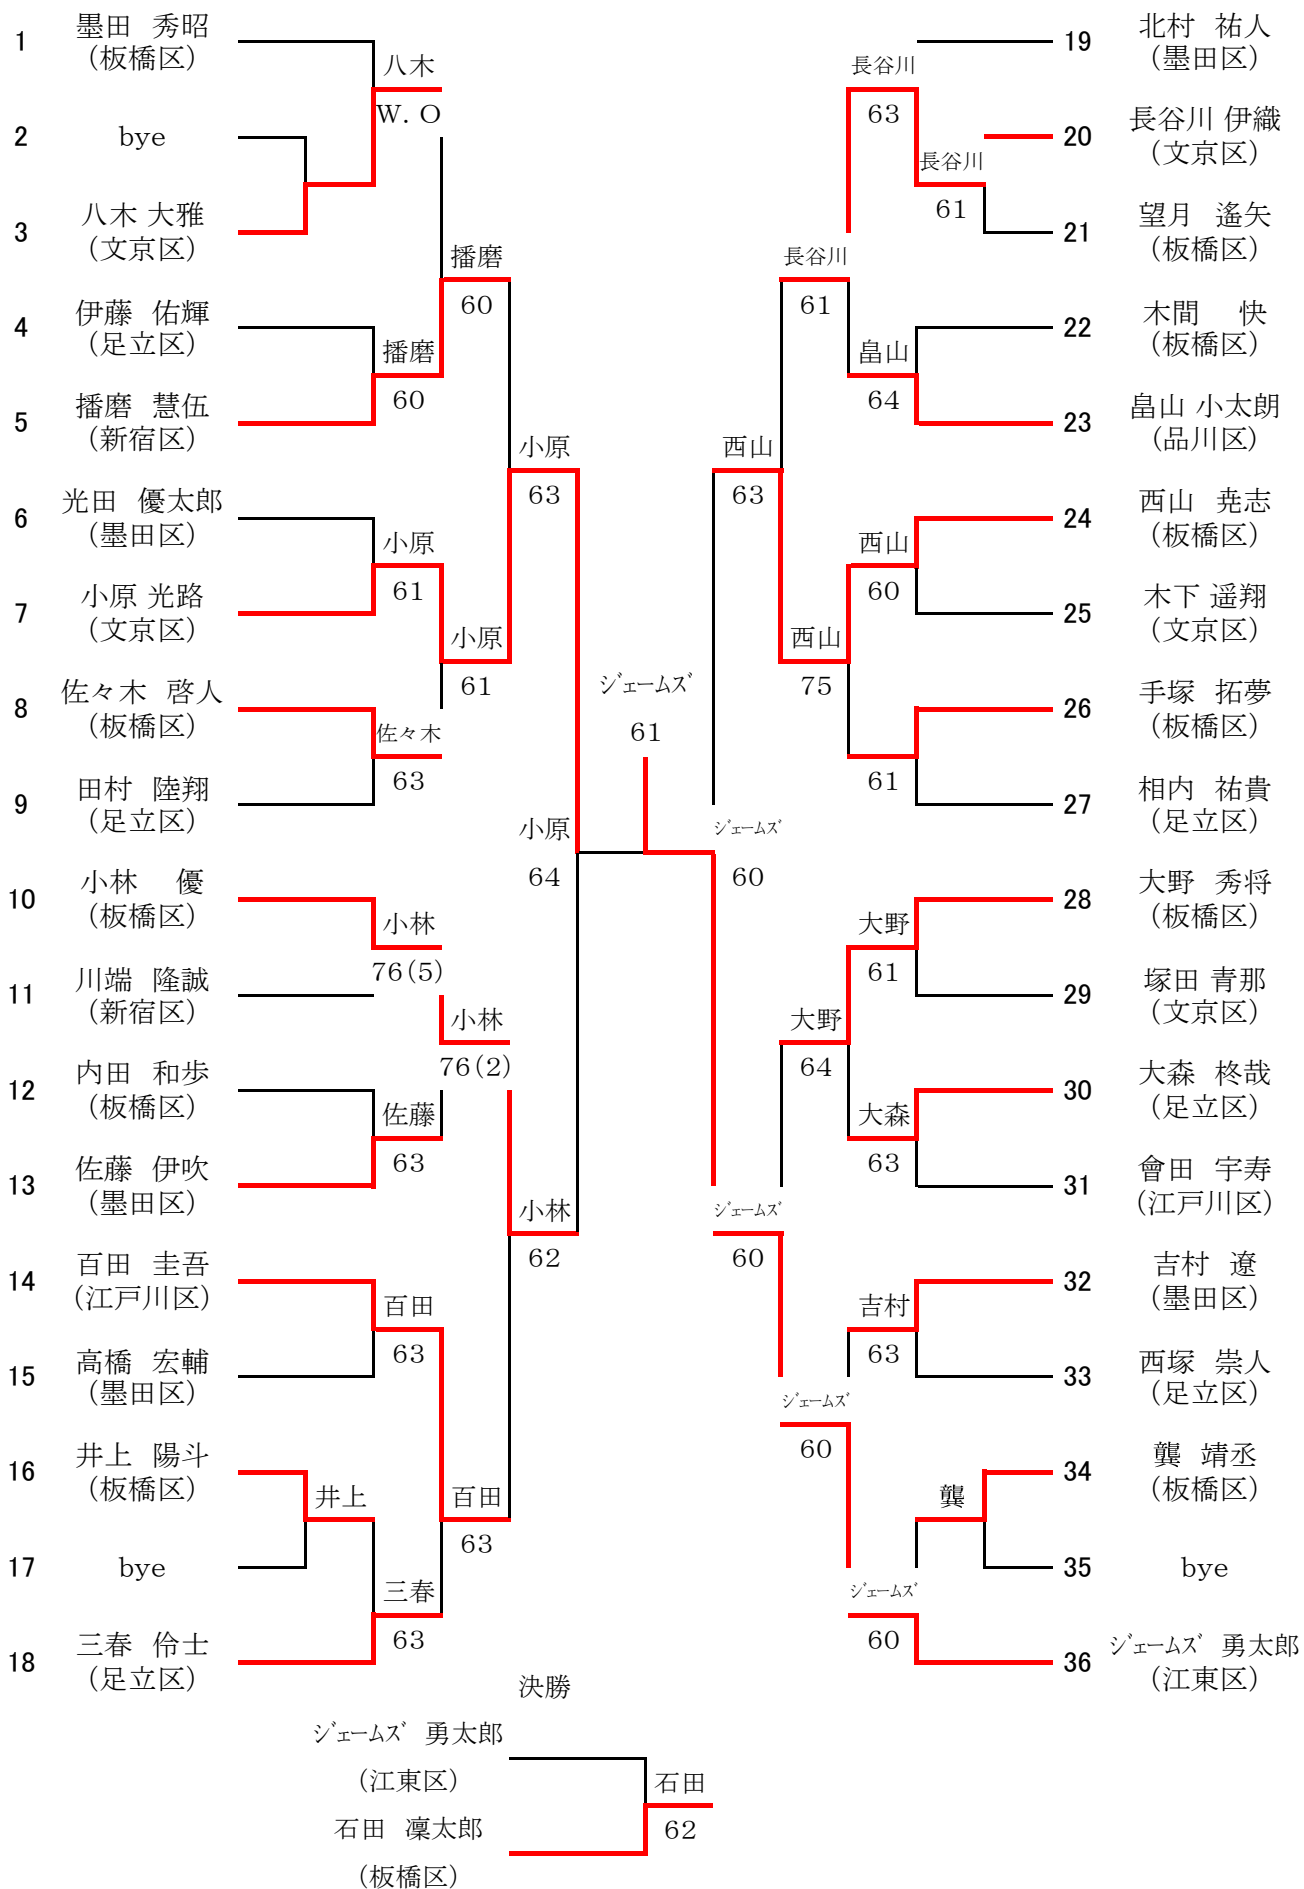 1 墨田 秀昭
(板橋区)
2 bye
3 八木 大雅
(文京区)
4 伊藤 佑輝
(足立区)
5 播磨 慧伍
(新宿区)
6 光田 優太郎
(墨田区)
7 小原 光路
(文京区)
8 佐々木 啓人
(板橋区)
9 田村 陸翔
(足立区)
10 小林 優
(板橋区)
11 川端 隆誠
(新宿区)
12 内田 和歩
(板橋区)
13 佐藤 伊吹
(墨田区)
14 百田 圭吾
(江戸川区)
15 高橋 宏輔
(墨田区)
16 井上 陽斗
(板橋区)
17 bye
18 三春 伶士
(足立区)
八木
W.O
播磨
60
小原
61
佐々木
63
小林
76(5)
佐藤
63
百田
63
井上
三春
63
播磨
60
小原
61
小林
76(2)
百田
63
小原
63
小林
62
小原
64
ジェームズ
61
ジェームズ
60
西山
63
ジェームズ
60
長谷川
61
西山
75
大野
64
ジェームズ
60
長谷川
63
長谷川
61
畠山
64
西山
60
61
大野
61
大森
63
吉村
63
龔
ジェームズ
60
19 北村 祐人
(墨田区)
20 長谷川 伊織
(文京区)
21 望月 遙矢
(板橋区)
22 木間 快
(板橋区)
23 畠山 小太朗
(品川区)
24 西山 尭志
(板橋区)
25 木下 遥翔
(文京区)
26 手塚 拓夢
(板橋区)
27 相内 祐貴
(足立区)
28 大野 秀将
(板橋区)
29 塚田 青那
(文京区)
30 大森 柊哉
(足立区)
31 會田 宇寿
(江戸川区)
32 吉村 遼
(墨田区)
33 西塚 崇人
(足立区)
34 龔 靖丞
(板橋区)
35 bye
36 ジェームズ 勇太郎
(江東区)
決勝
ジェームズ 勇太郎
(江東区)
石田 凜太郎
(板橋区)
石田
62